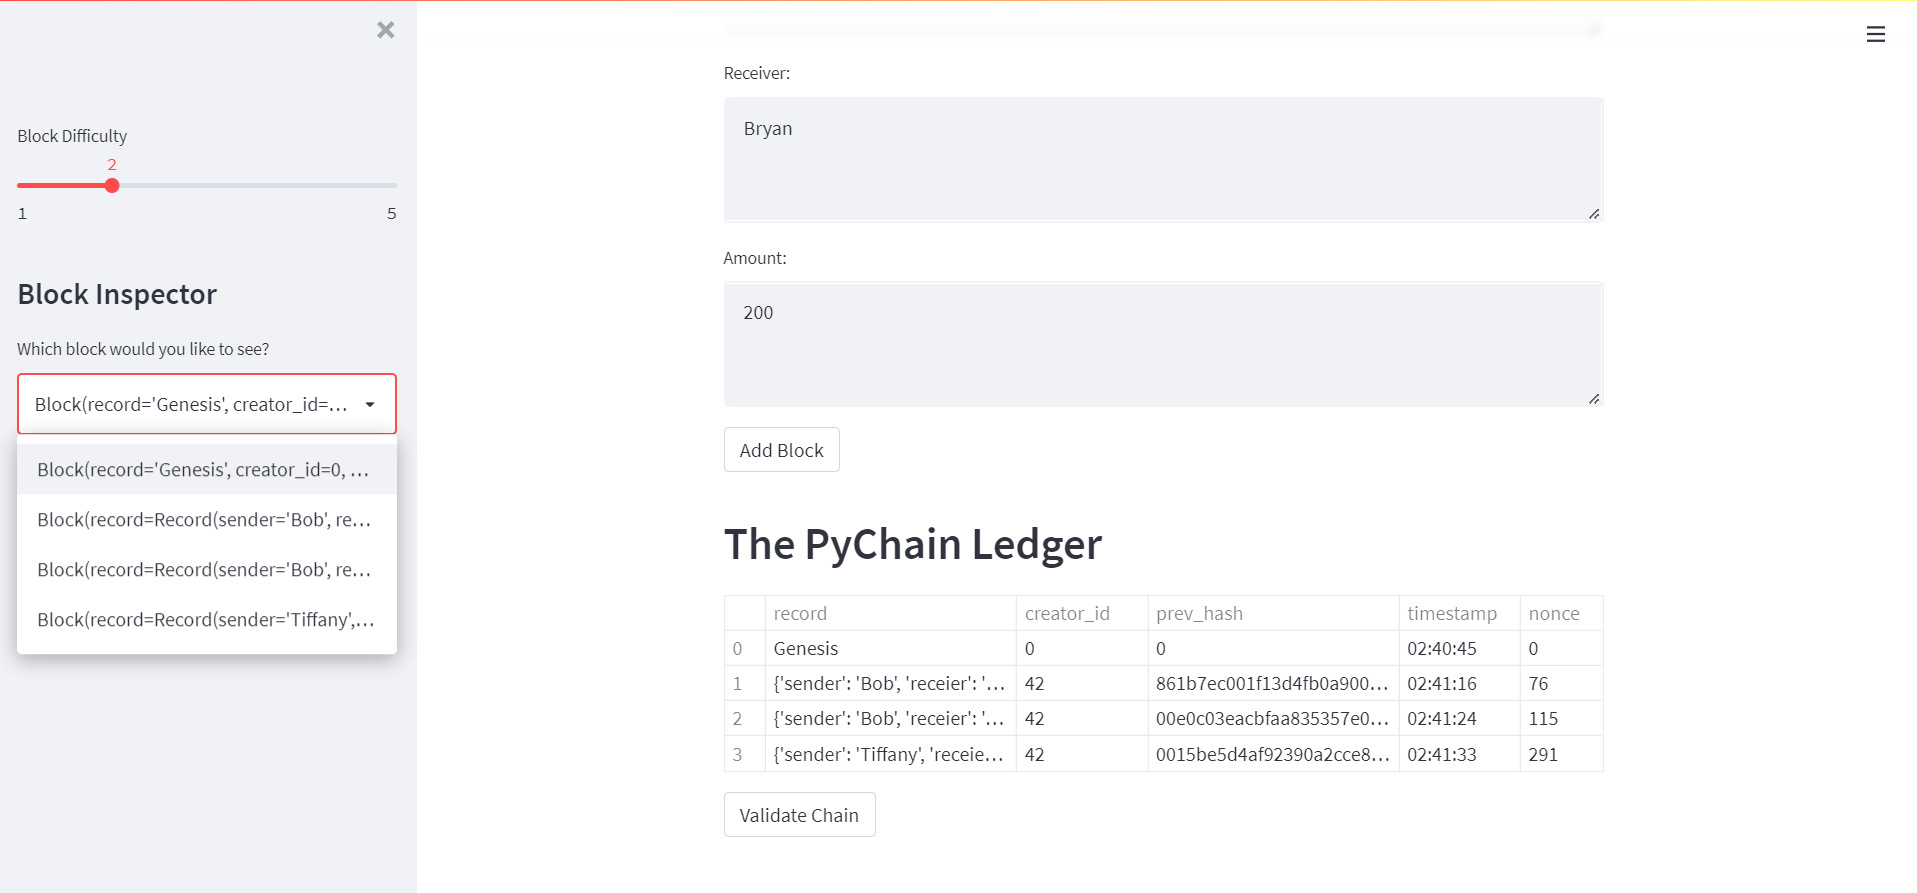 Block Difficulty
2
1 5
Block Inspector
Which block would you like to see?
Block(record='Genesis', creator_id=...
Block(record='Genesis', creator_id=0, ...
Block(record=Record(sender='Bob', re...
Block(record=Record(sender='Bob', re...
Block(record=Record(sender='Tiffany',...
Receiver:
Bryan
Amount:
200
Add Block
The PyChain Ledger
record creator_id prev_hash timestamp nonce
0 Genesis 0 0 02:40:45 0
1 {'sender': 'Bob', 'receier': '... 42 861b7ec001f13d4fb0a900... 02:41:16 76
2 {'sender': 'Bob', 'receier': '... 42 00e0c03eacbfaa835357e0... 02:41:24 115
3 {'sender': 'Tiffany', 'receie... 42 0015be5d4af92390a2cce8... 02:41:33 291
Validate Chain